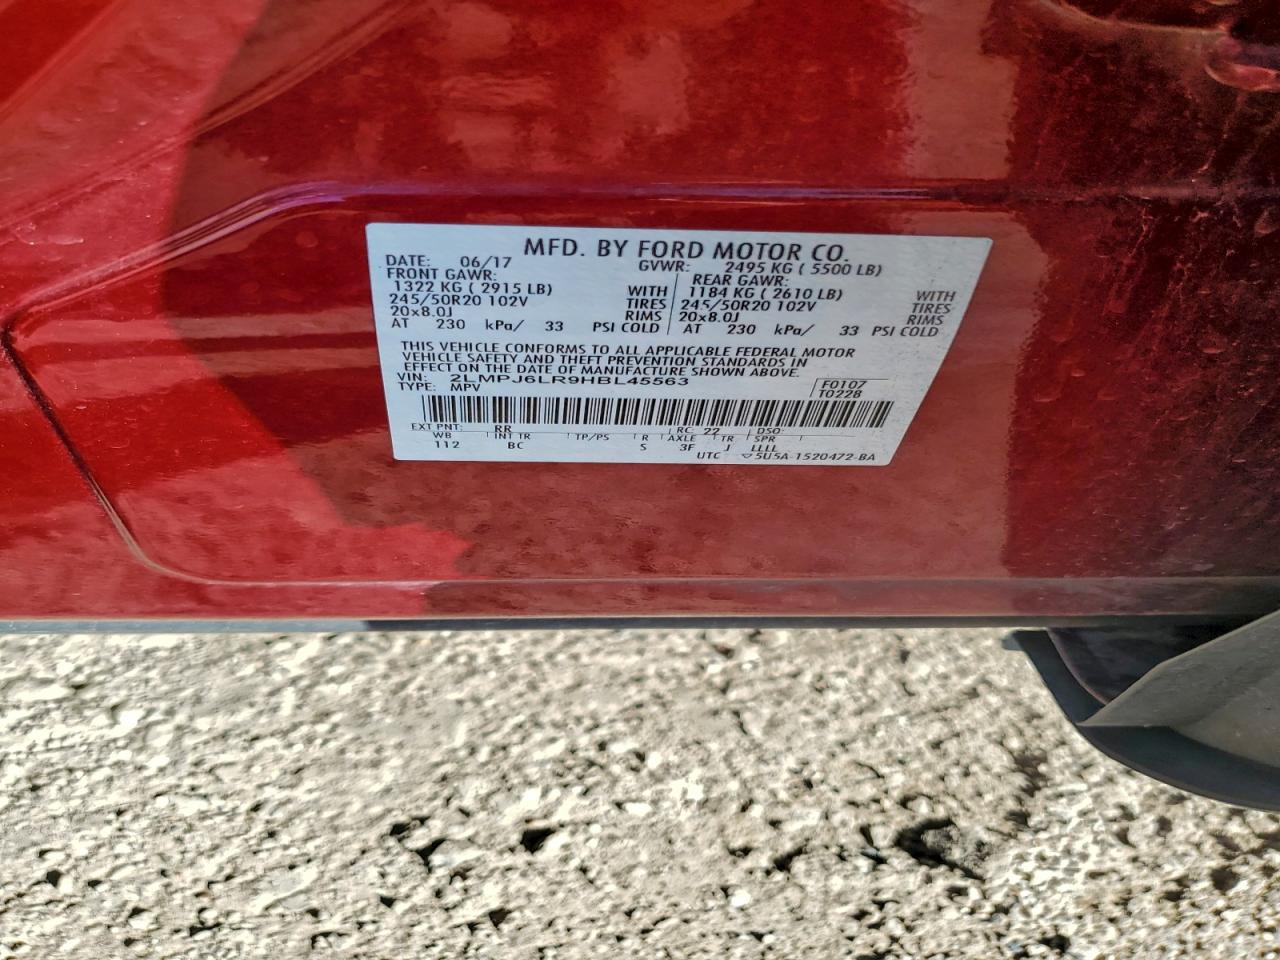 MFD. BY FORD MOTOR CO.
DATE: 06/17 GVWR: 2495 KG ( 5500 LB)
FRONT GAWR: REAR GAWR:
1322 KG ( 2915 LB) WITH 1184 KG ( 2610 LB) WITH
245/50R20 102V TIRES 245/50R20 102V TIRES
20x8.0J RIMS 20x8.0J RIMS
AT 230 kPa/ 33 PSI COLD AT 230 kPa/ 33 PSI COLD
THIS VEHICLE CONFORMS TO ALL APPLICABLE FEDERAL MOTOR
VEHICLE SAFETY AND THEFT PREVENTION STANDARDS IN
EFFECT ON THE DATE OF MANUFACTURE SHOWN ABOVE.
VIN: 2LMPJ6LR9HBL45563 F0107
TYPE: MPV T0228
EXT PNT: RR RC: 22 DSO:
WB INT TR TP/PS R AXLE TR SPR
112 BC S 3F J LLLL
UTC ▽5U5A-1520472-BA